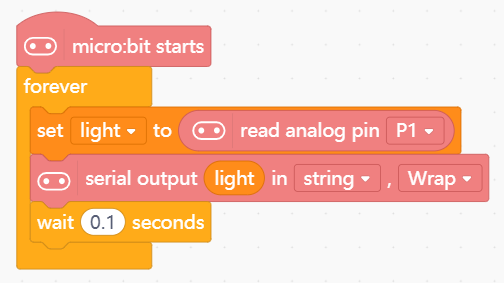 micro:bit starts
forever
set light to read analog pin P1
serial output light in string , Wrap
wait 0.1 seconds